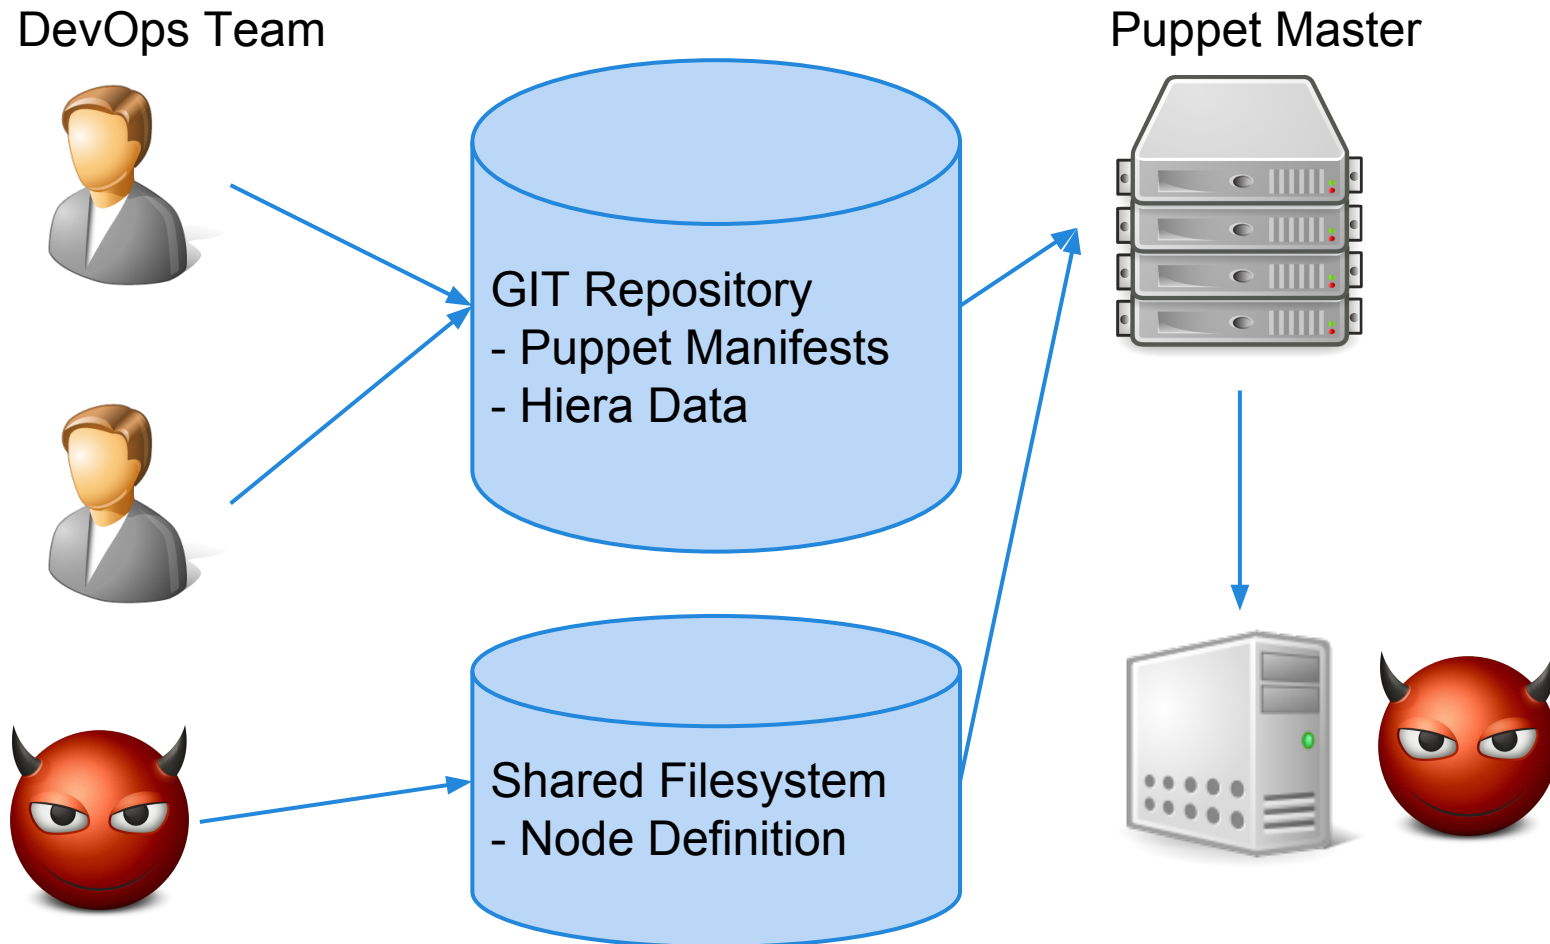 DevOps Team
Puppet Master
GIT Repository
- Puppet Manifests
- Hiera Data
Shared Filesystem
- Node Definition